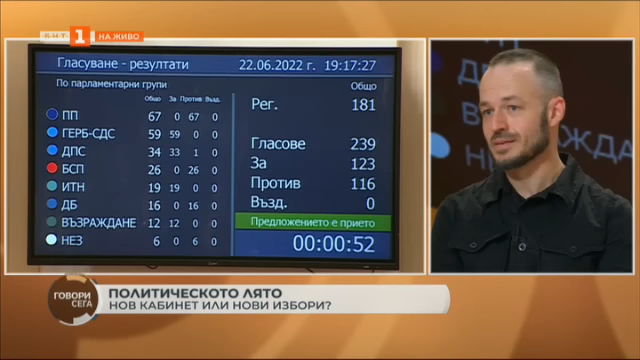 БНТ 1 НА ЖИВО
Гласуване - резултати 22.06.2022 г. 19:17:27
По парламентарни групи Общо За Против Възд. Общо
ПП 67 0 67 0
ГЕРБ-СДС 59 59 0 0
ДПС 34 33 1 0
БСП 26 0 26 0
ИТН 19 19 0 0
ДБ 16 0 16 0
ВЪЗРАЖДАНЕ 12 12 0 0
НЕЗ 6 0 6 0
Рег. 181
Гласове 239
За 123
Против 116
Възд. 0
Предложението е прието
00:00:52
ГОВОРИ
СЕГА
ПОЛИТИЧЕСКОТО ЛЯТО
НОВ КАБИНЕТ ИЛИ НОВИ ИЗБОРИ?